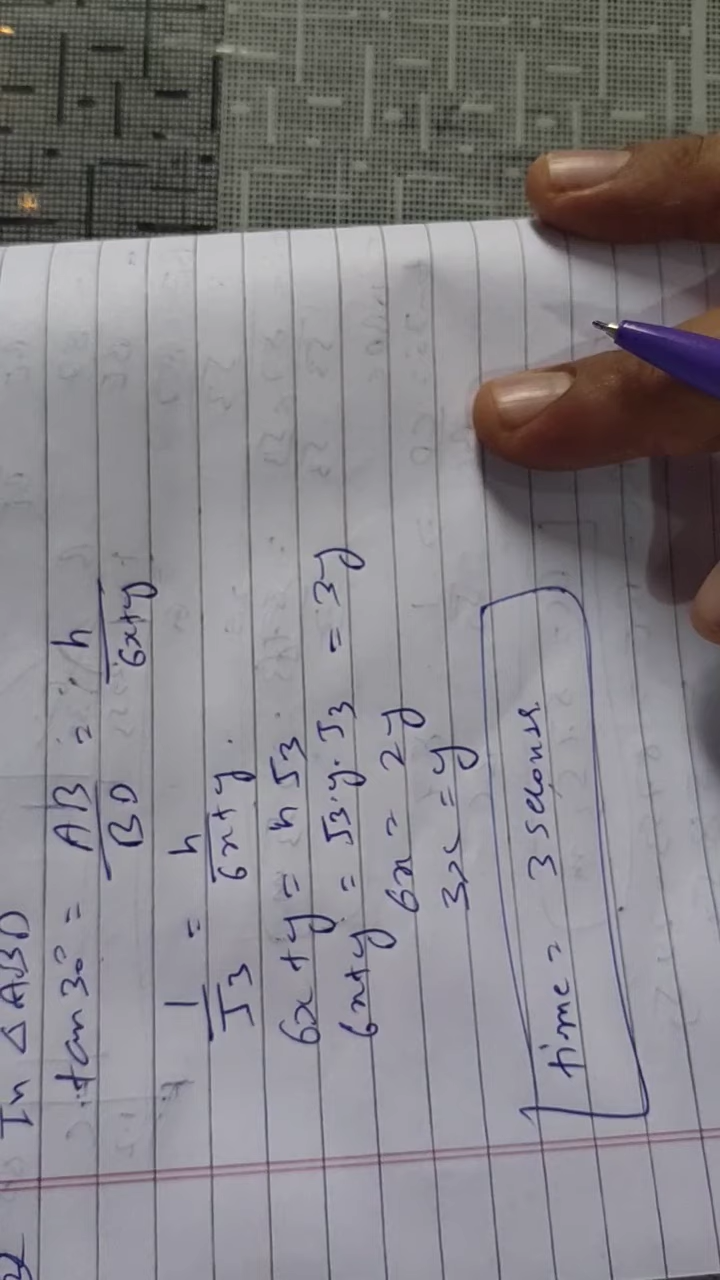 In △ABD
tan 30° = AB/BD = h/6x+y
1/√3 = h/6x+y.
6x+y = h√3.
6x+y = √3.y.√3 = 3y
6x = 2y
3x = y
time = 3 seconds.